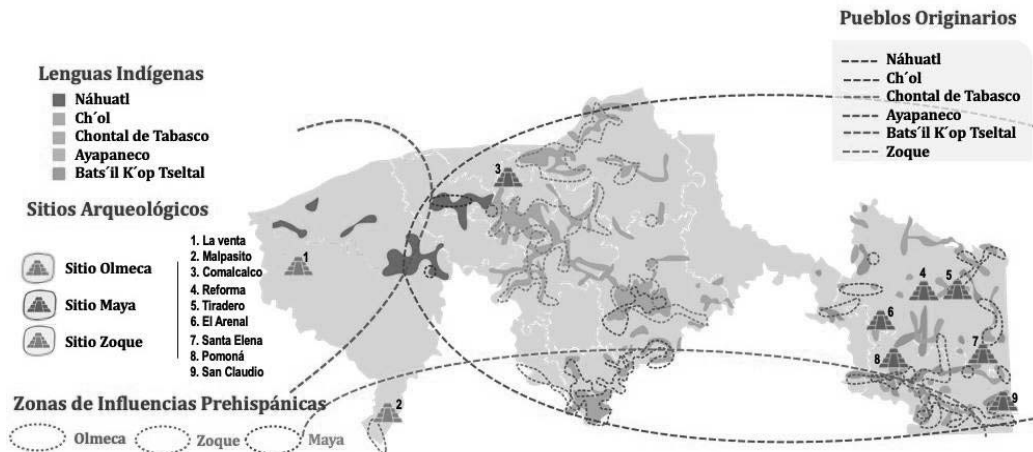 Pueblos Originarios
Náhuatl
Ch´ol
Chontal de Tabasco
Ayapaneco
Bats´il K´op Tseltal
Zoque
Lenguas Indígenas
Náhuatl
Ch´ol
Chontal de Tabasco
Ayapaneco
Bats´il K´op Tseltal
Sitios Arqueológicos
Sitio Olmeca
Sitio Maya
Sitio Zoque
1. La venta
2. Malpasito
3. Comalcalco
4. Reforma
5. Tiradero
6. El Arenal
7. Santa Elena
8. Pomoná
9. San Claudio
Zonas de Influencias Prehispánicas
Olmeca
Zoque
Maya
1
2
3
4
5
6
7
8
9